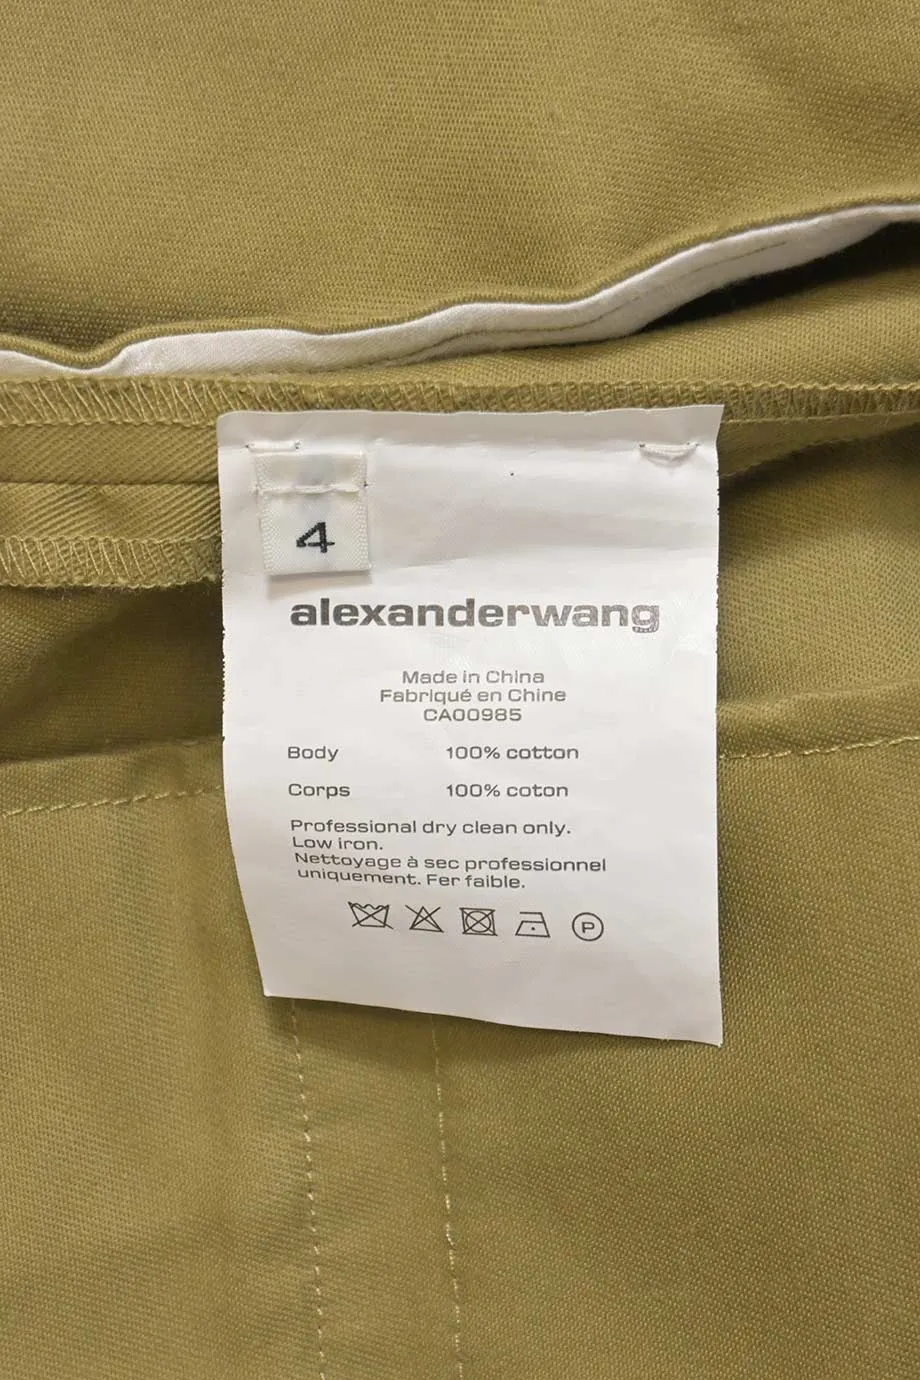 4
alexanderwang
Made in China
Fabriqué en Chine
CA00985
Body 100% cotton
Corps 100% coton
Professional dry clean only.
Low iron.
Nettoyage à sec professionnel
uniquement. Fer faible.
P